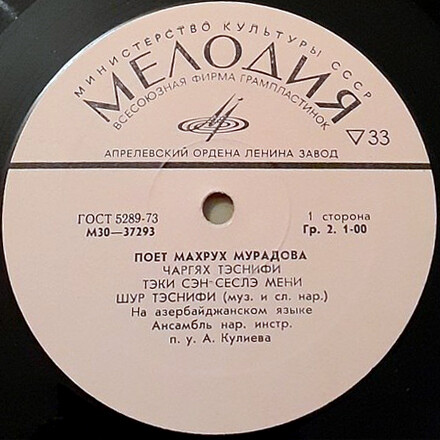 МИНИСТЕРСТВО КУЛЬТУРЫ СССР
МЕЛОДИЯ
ВСЕСОЮЗНАЯ ФИРМА ГРАМПЛАСТИНОК
▽33
АПРЕЛЕВСКИЙ ОРДЕНА ЛЕНИНА ЗАВОД
ГОСТ 5289-73
М30—37293
1 сторона
Гр. 2. 1-00
ПОЕТ МАХРУХ МУРАДОВА
ЧАРГЯХ ТЭСНИФИ
ТЭКИ СЭН-СЕСЛЭ МЕНИ
ШУР ТЭСНИФИ (муз. и сл. нар.)
На азербайджанском языке
Ансамбль нар. инстр.
п. у А. Кулиева